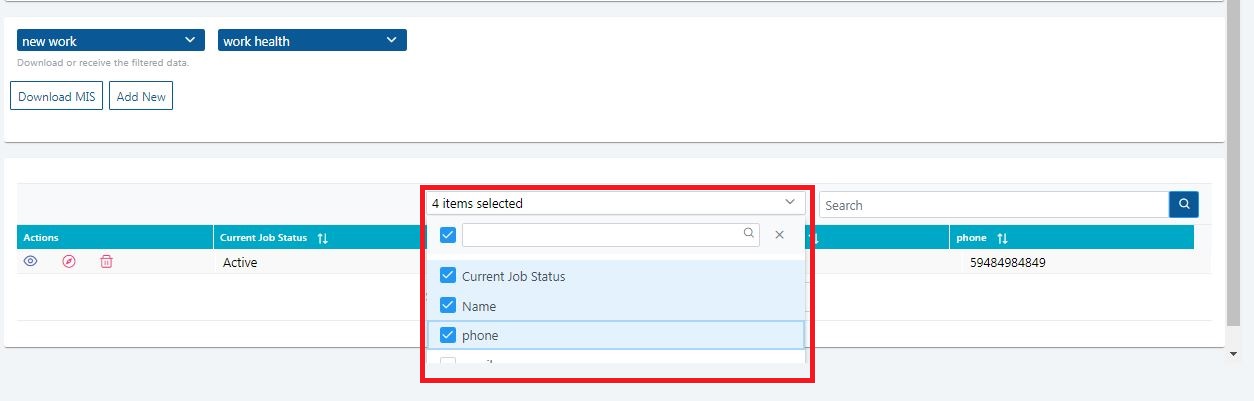 new work
work health
Download or receive the filtered data.
Download MIS
Add New
4 items selected
Search
Actions
Current Job Status
phone
Active
59484984849
Current Job Status
Name
phone